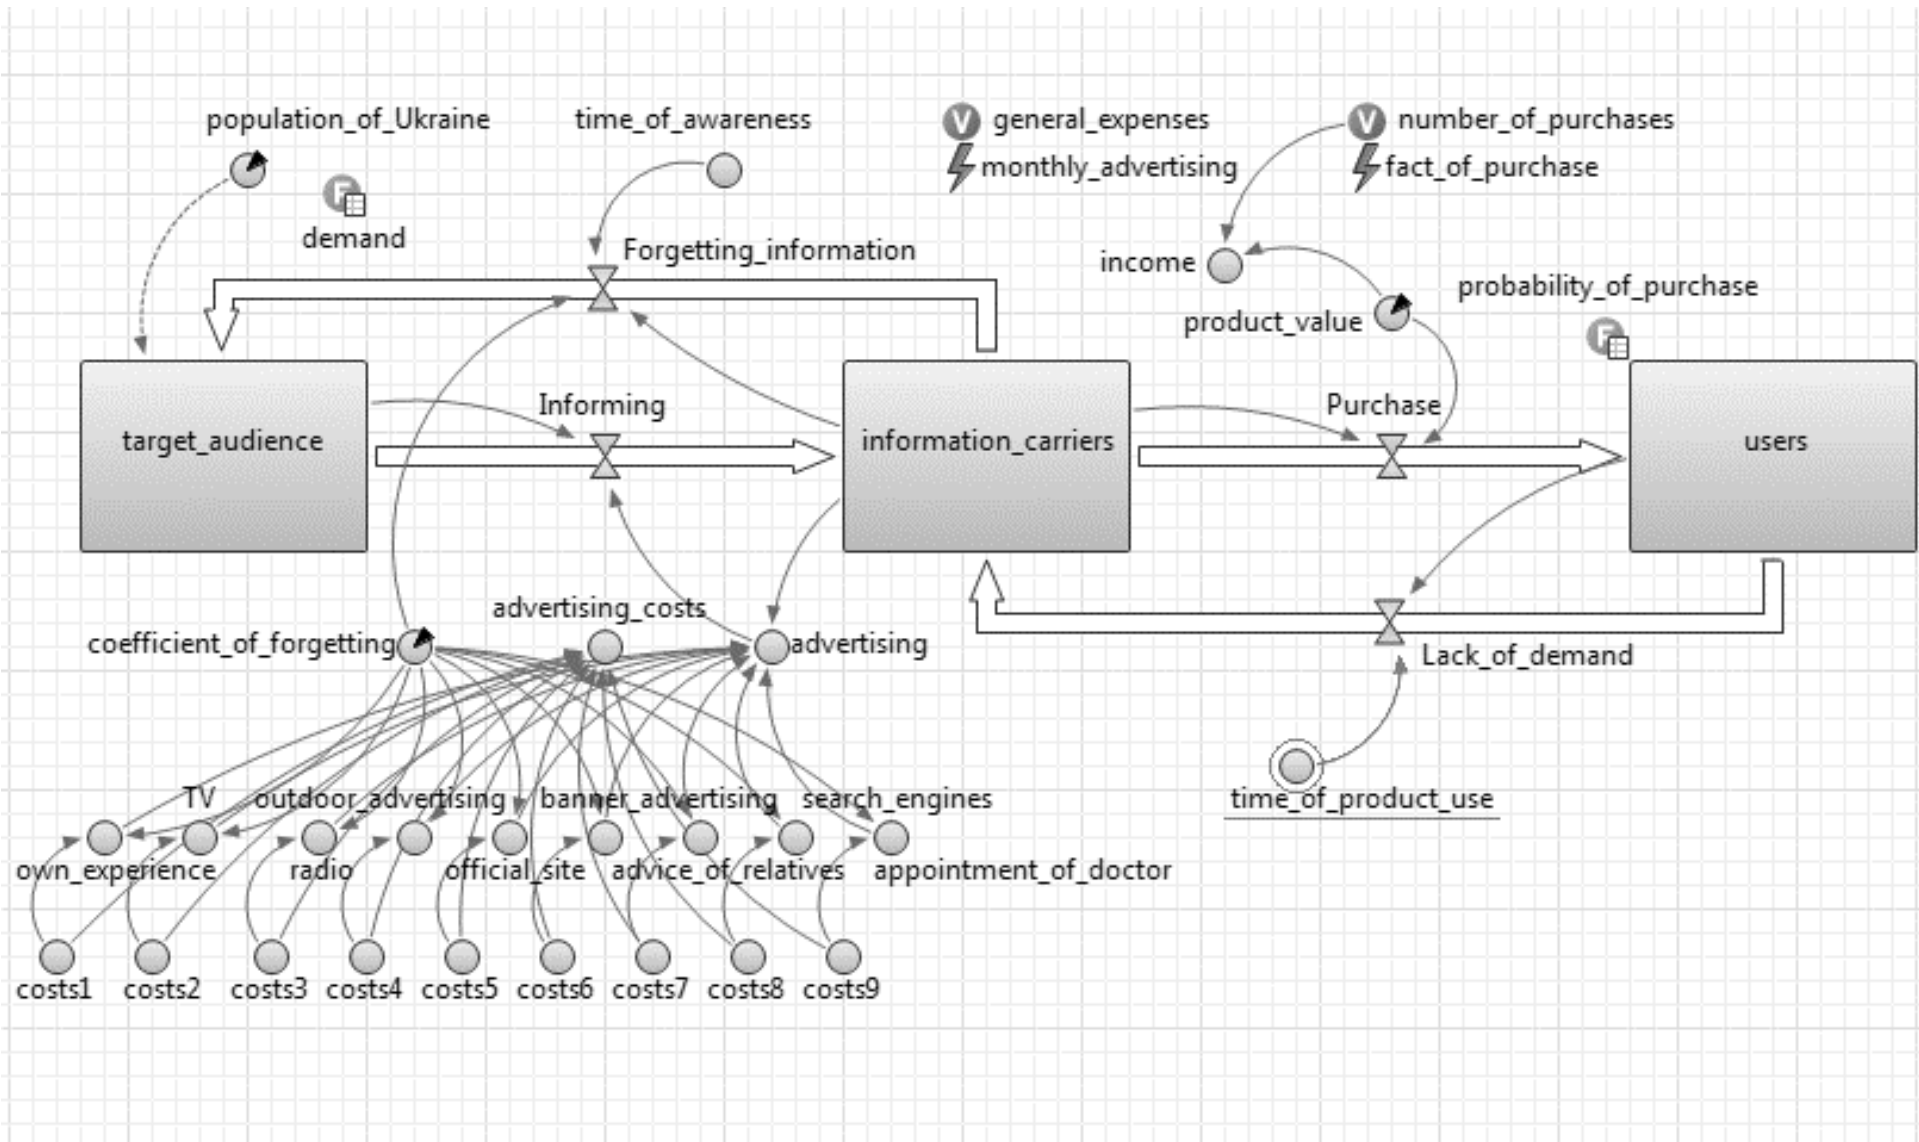 population_of_Ukraine
time_of_awareness
V general_expenses
V number_of_purchases
monthly_advertising
fact_of_purchase
F
demand
Forgetting_information
income
probability_of_purchase
product_value
F
Informing
Purchase
target_audience
information_carriers
users
advertising_costs
coefficient_of_forgetting
advertising
Lack_of_demand
TV
outdoor_advertising
banner_advertising
search_engines
time_of_product_use
own_experience
radio
official_site
advice_of_relatives
appointment_of_doctor
costs1
costs2
costs3
costs4
costs5
costs6
costs7
costs8
costs9